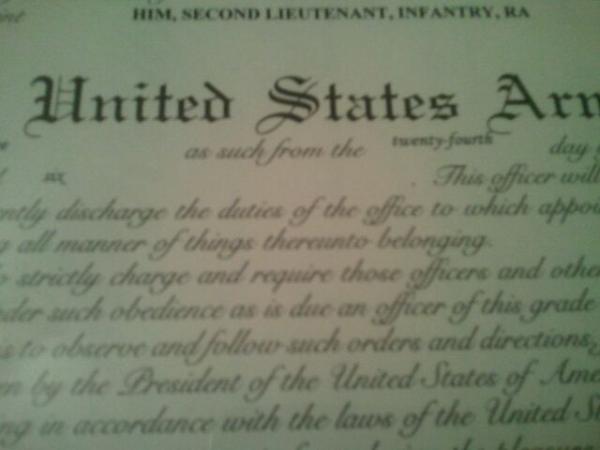 HIM, SECOND LIEUTENANT, INFANTRY, RA
United States Arm
as such from the twenty-fourth day
six This officer will
ntly discharge the duties of the office to which appoi
g all manner of things thereunto belonging.
strictly charge and require those officers and othe
der such obedience as is due an officer of this grade
s to observe and follow such orders and directions,
en by the President of the United States of Ame
ng in accordance with the laws of the United S